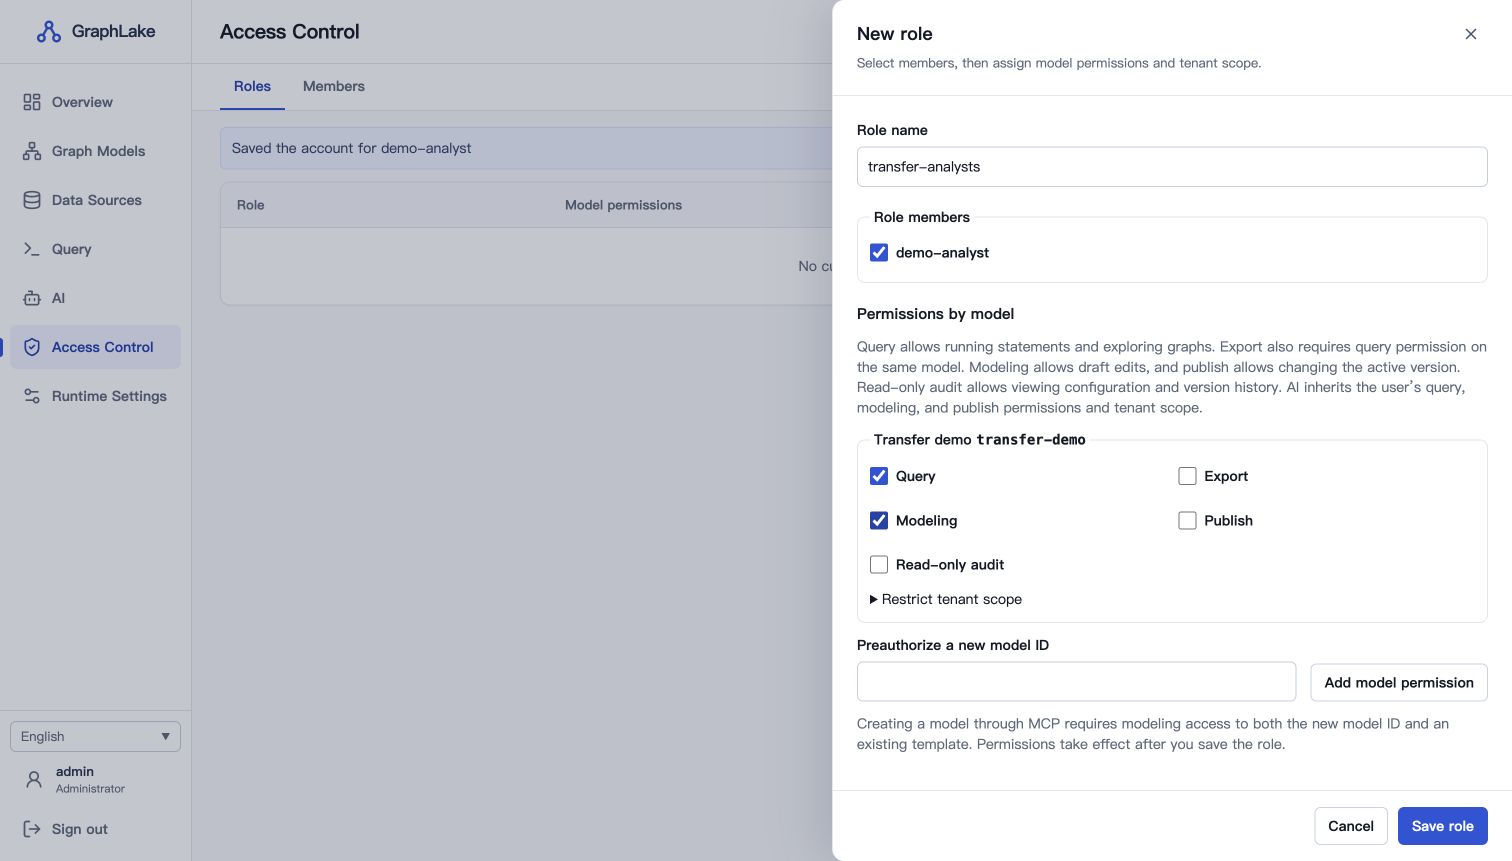 GraphLake
Overview
Graph Models
Data Sources
Query
AI
Access Control
Runtime Settings
English
admin
Administrator
Sign out
Access Control
Roles
Members
Saved the account for demo-analyst
Role
Model permissions
No
New role
Select members, then assign model permissions and tenant scope.
Role name
transfer-analysts
Role members
demo-analyst
Permissions by model
Query allows running statements and exploring graphs. Export also requires query permission on
the same model. Modeling allows draft edits, and publish allows changing the active version.
Read-only audit allows viewing configuration and version history. AI inherits the user's query,
modeling, and publish permissions and tenant scope.
Transfer demo transfer-demo
Query
Export
Modeling
Publish
Read-only audit
Restrict tenant scope
Preauthorize a new model ID
Add model permission
Creating a model through MCP requires modeling access to both the new model ID and an
existing template. Permissions take effect after you save the role.
Cancel
Save role